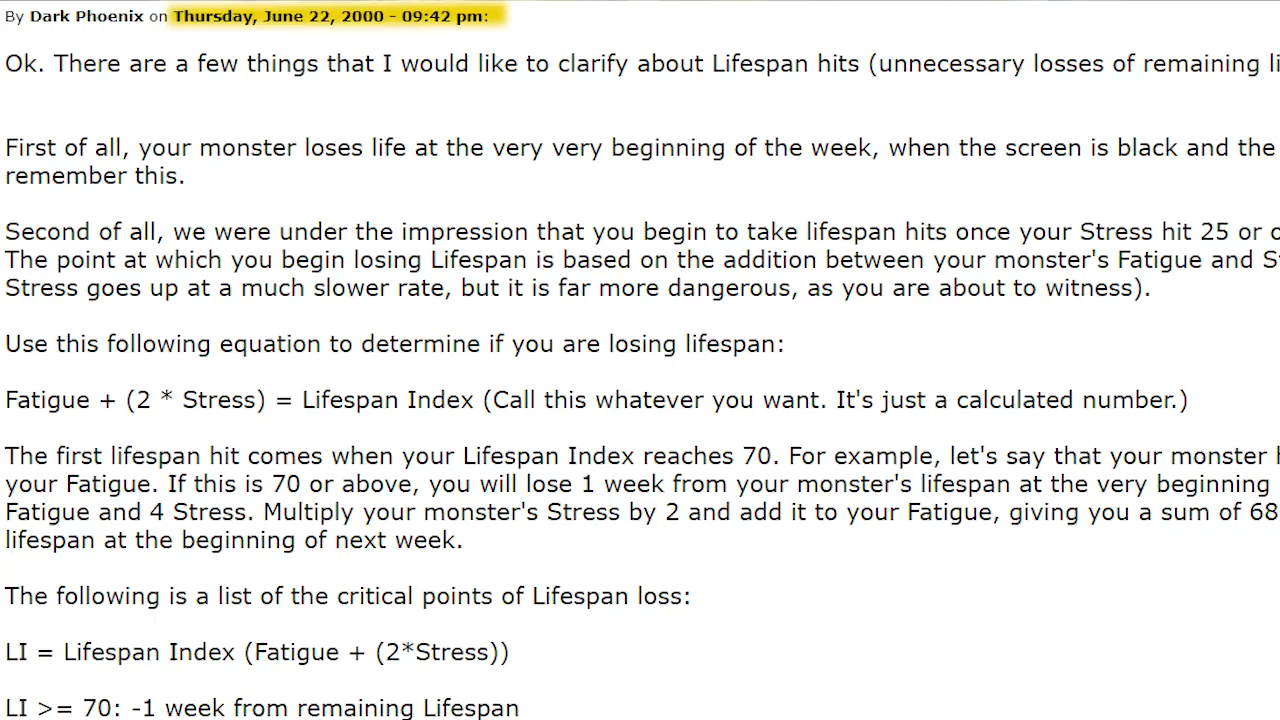 By Dark Phoenix on Thursday, June 22, 2000 - 09:42 pm:
Ok. There are a few things that I would like to clarify about Lifespan hits (unnecessary losses of remaining
First of all, your monster loses life at the very very beginning of the week, when the screen is black and the
remember this.
Second of all, we were under the impression that you begin to take lifespan hits once your Stress hit 25 or
The point at which you begin losing Lifespan is based on the addition between your monster's Fatigue and
Stress goes up at a much slower rate, but it is far more dangerous, as you are about to witness).
Use this following equation to determine if you are losing lifespan:
Fatigue + (2 * Stress) = Lifespan Index (Call this whatever you want. It's just a calculated number.)
The first lifespan hit comes when your Lifespan Index reaches 70. For example, let's say that your monster
your Fatigue. If this is 70 or above, you will lose 1 week from your monster's lifespan at the very beginning
Fatigue and 4 Stress. Multiply your monster's Stress by 2 and add it to your Fatigue, giving you a sum of 68
lifespan at the beginning of next week.
The following is a list of the critical points of Lifespan loss:
LI = Lifespan Index (Fatigue + (2*Stress))
LI >= 70: -1 week from remaining Lifespan